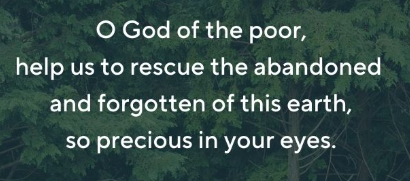 O God of the poor,
help us to rescue the abandoned
and forgotten of this earth,
so precious in your eyes.